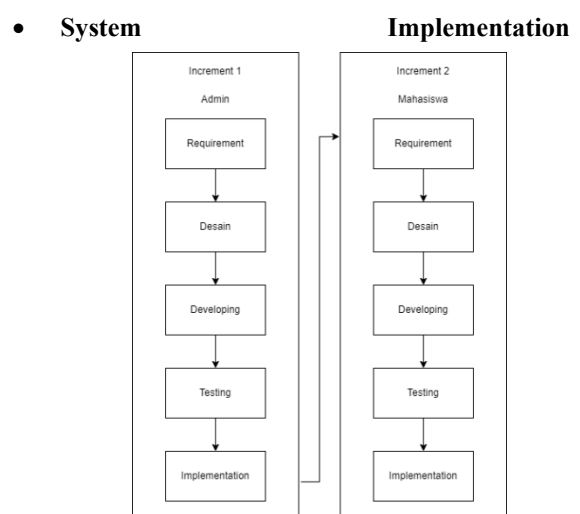 • System Implementation
Increment 1
Admin
Requirement
Desain
Developing
Testing
Implementation
Increment 2
Mahasiswa
Requirement
Desain
Developing
Testing
Implementation